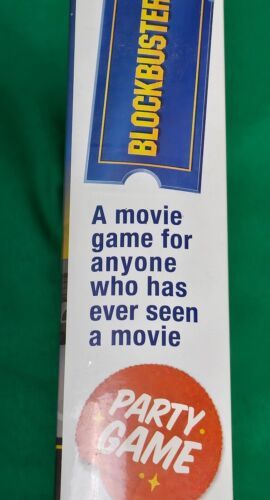 BLOCKBUSTER
A movie
game for
anyone
who has
ever seen
a movie
PARTY
GAME